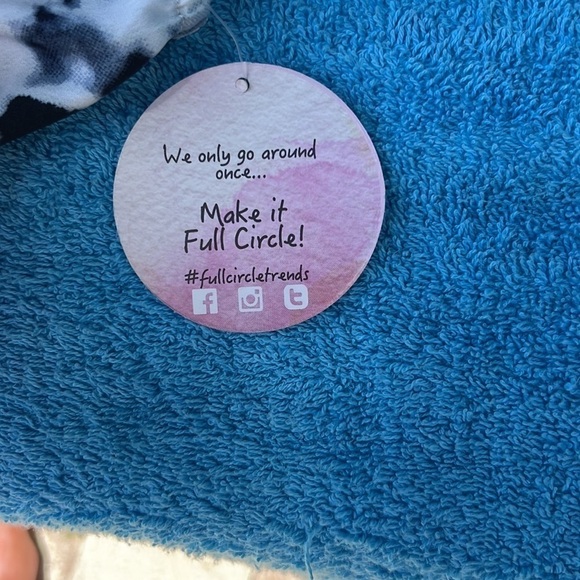 We only go around
once...
Make it
Full Circle!
#fullcircletrends